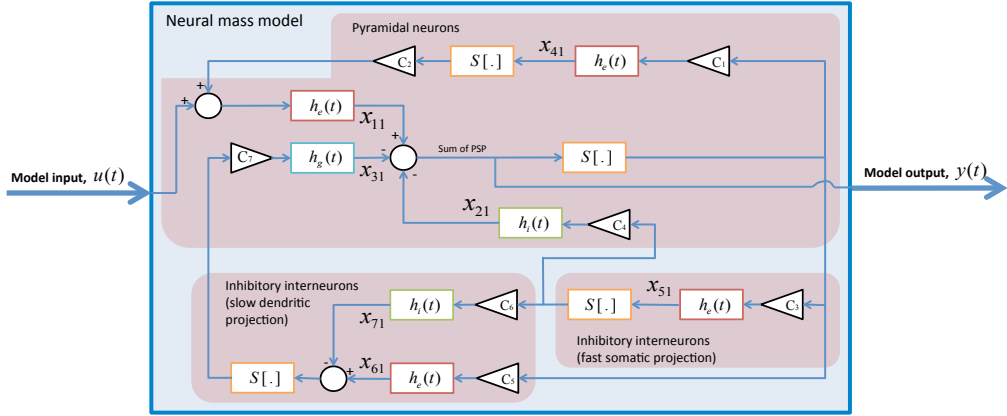 Neural mass model
Pyramidal neurons
C₂
S[.]
x₄₁
hₑ(t)
C₁
+
+
hₑ(t)
x₁₁
+
C₇
h_g(t)
x₃₁
-
Sum of PSP
S[.]
-
Model input, u(t)
Model output, y(t)
x₂₁
hᵢ(t)
C₄
Inhibitory interneurons
(slow dendritic
projection)
x₇₁
hᵢ(t)
C₆
S[.]
x₅₁
hₑ(t)
C₃
Inhibitory interneurons
(fast somatic projection)
-
+
S[.]
x₆₁
hₑ(t)
C₅